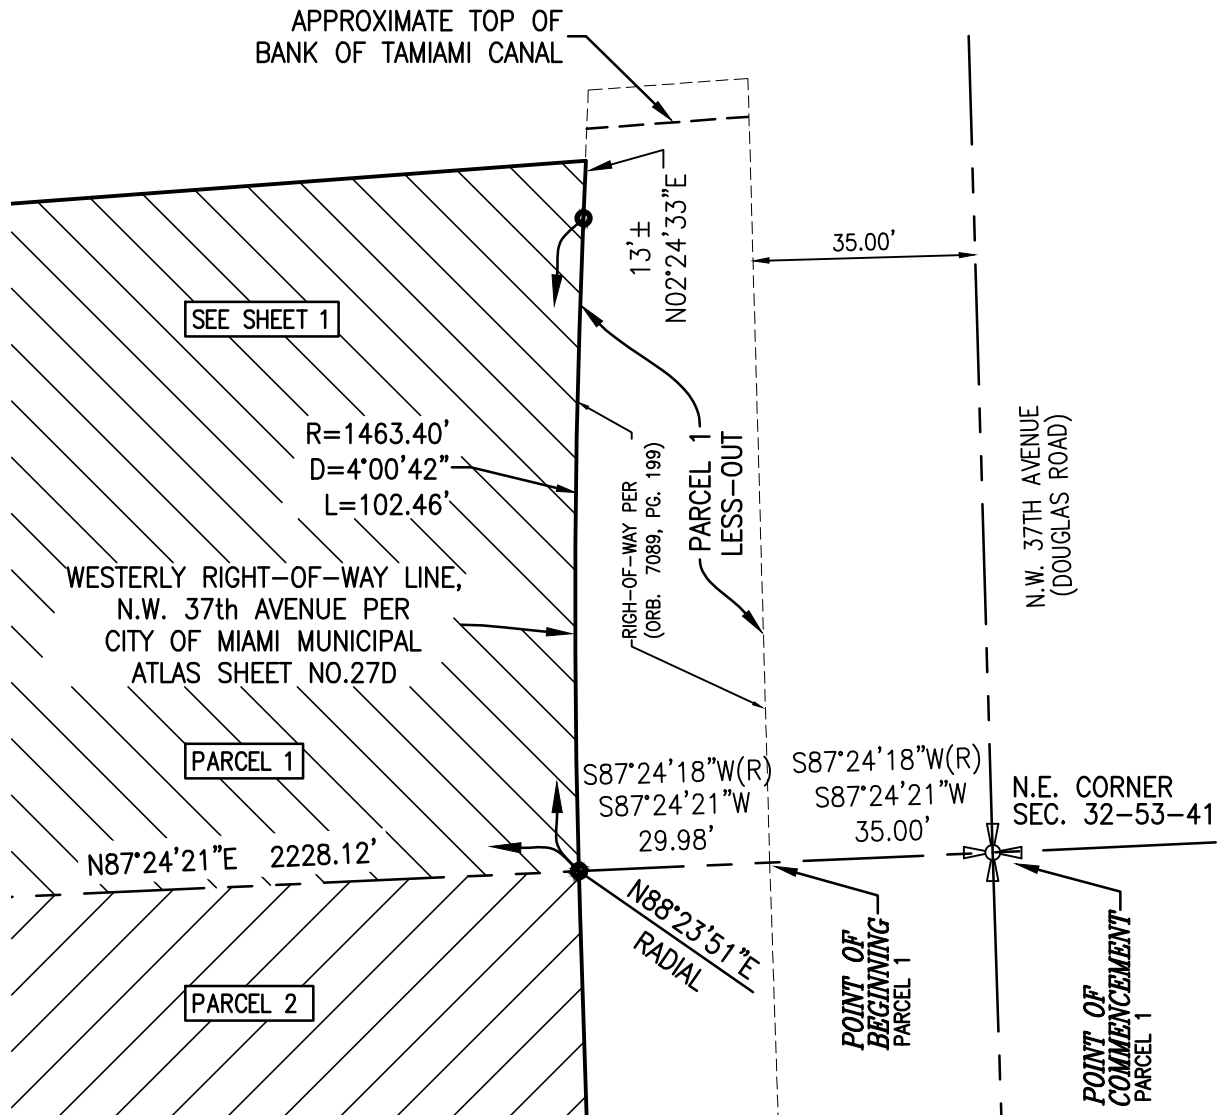 APPROXIMATE TOP OF
BANK OF TAMIAMI CANAL
13'±
N02°24'33"E
35.00'
SEE SHEET 1
R=1463.40'
D=4°00'42"
L=102.46'
RIGH-OF-WAY PER
(ORB. 7089, PG. 199)
PARCEL 1
LESS-OUT
N.W. 37TH AVENUE
(DOUGLAS ROAD)
WESTERLY RIGHT-OF-WAY LINE,
N.W. 37th AVENUE PER
CITY OF MIAMI MUNICIPAL
ATLAS SHEET NO.27D
PARCEL 1
S87°24'18"W(R)
S87°24'21"W
29.98'
S87°24'18"W(R)
S87°24'21"W
35.00'
N.E. CORNER
SEC. 32-53-41
N87°24'21"E 2228.12'
N88°23'51"E
RADIAL
POINT OF
BEGINNING
PARCEL 1
POINT OF
COMMENCEMENT
PARCEL 1
PARCEL 2